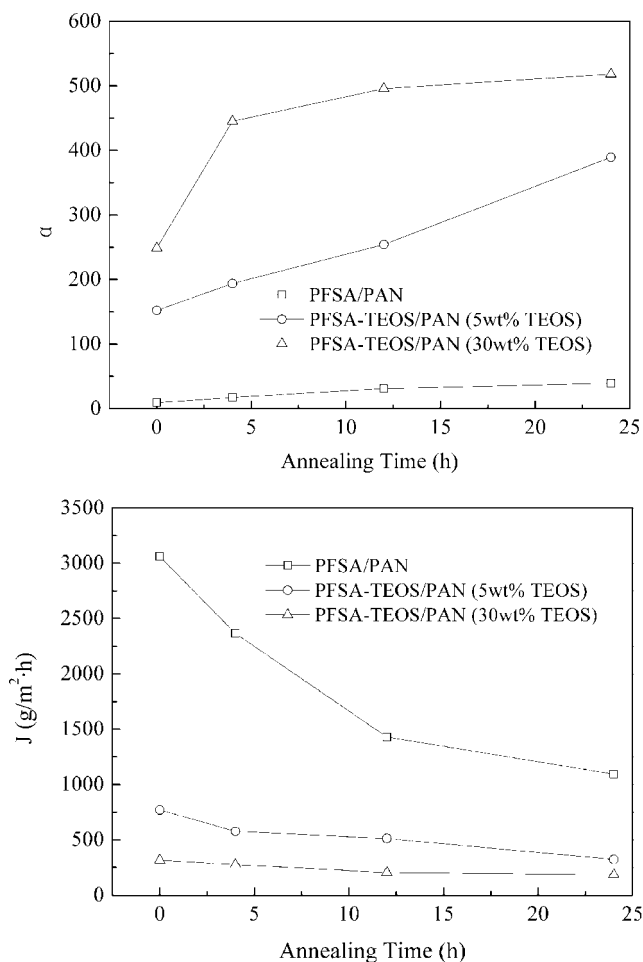 600
500
400
300
200
100
0
α
PFSA/PAN
PFSA-TEOS/PAN (5wt% TEOS)
PFSA-TEOS/PAN (30wt% TEOS)
0 5 10 15 20 25
Annealing Time (h)
3500
3000
2500
2000
1500
1000
500
0
J (g/m²·h)
PFSA/PAN
PFSA-TEOS/PAN (5wt% TEOS)
PFSA-TEOS/PAN (30wt% TEOS)
0 5 10 15 20 25
Annealing Time (h)